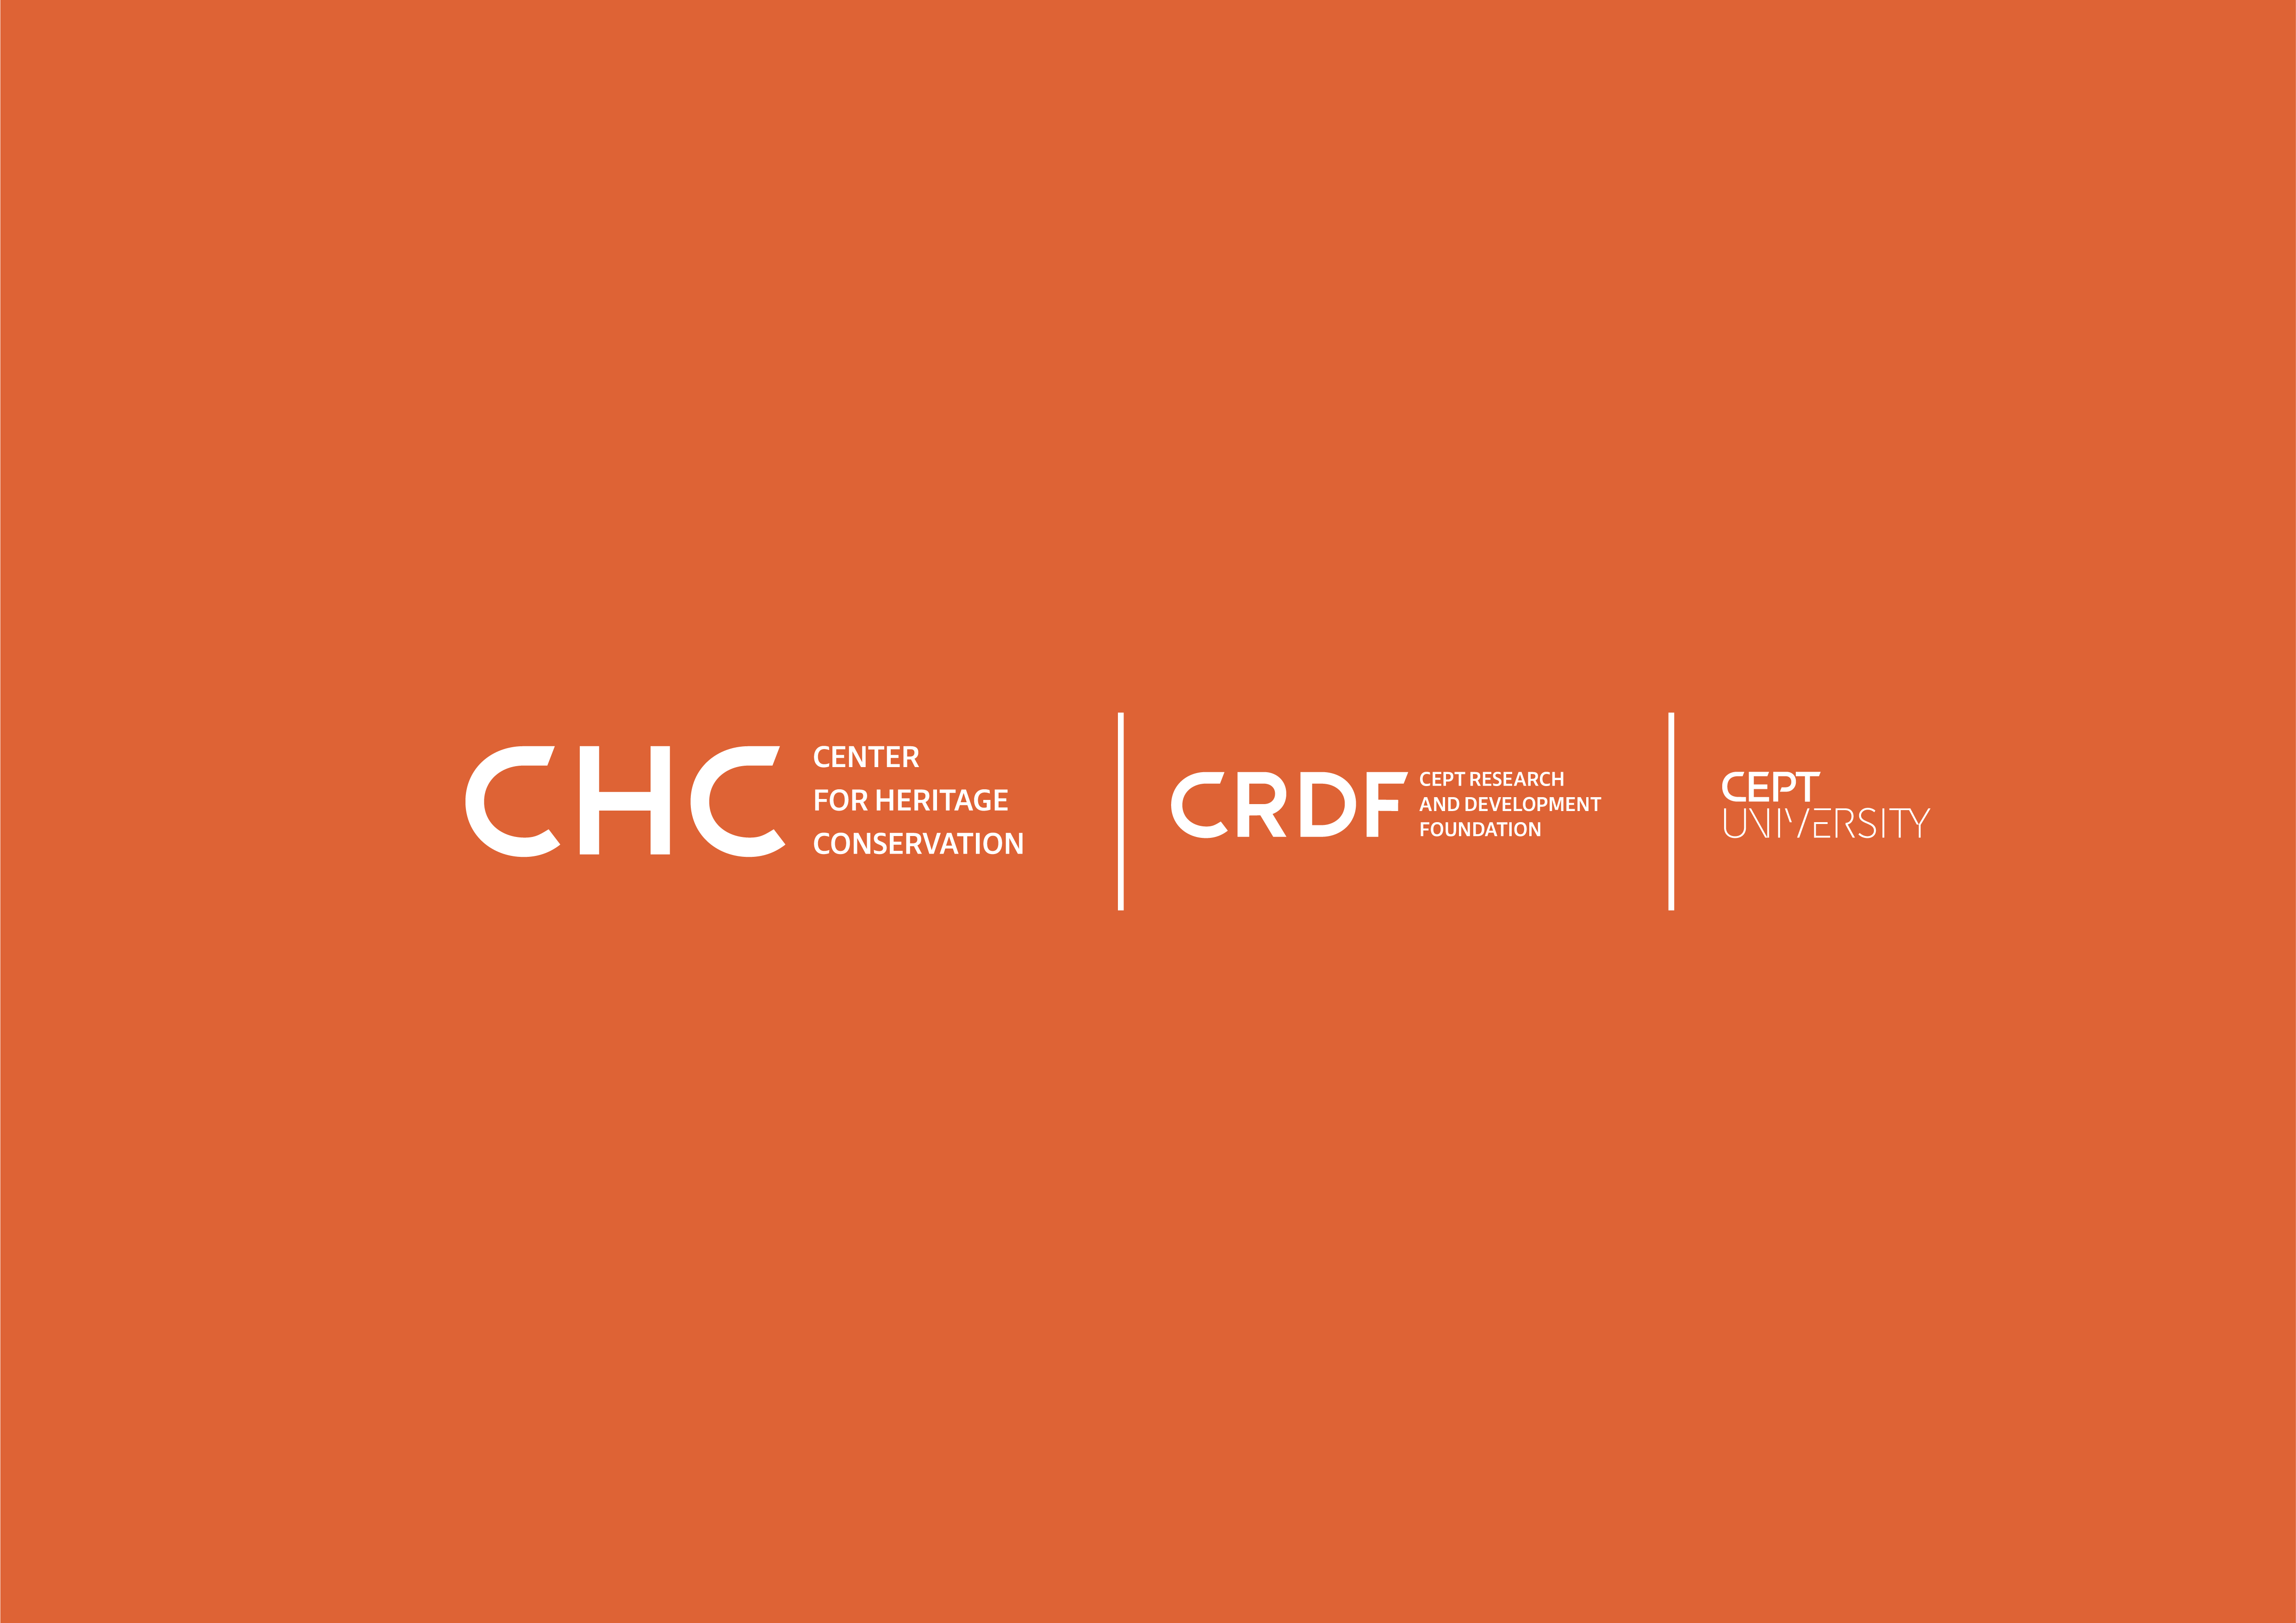 CHC
CENTER
FOR HERITAGE
CONSERVATION
CRDF
CEPT RESEARCH
AND DEVELOPMENT
FOUNDATION
CEPT
UNIVERSITY